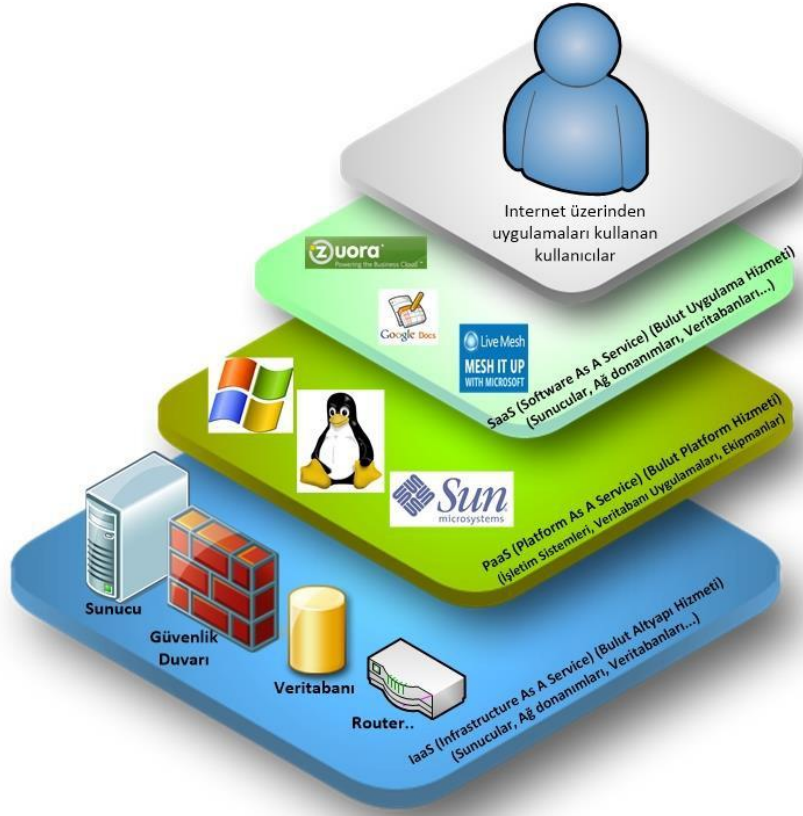 Internet üzerinden
uygulamaları kullanan
kullanıcılar
zuora
Powering the Business Cloud.™
Google Docs
Live Mesh
MESH IT UP
WITH MICROSOFT
SaaS (Software As A Service) (Bulut Uygulama Hizmeti)
(Sunucular, Ağ donanımları, Veritabanları...)
Sun
microsystems
PaaS (Platform As A Service) (Bulut Platform Hizmeti)
(İşletim Sistemleri, Veritabanı Uygulamaları, Ekipmanlar)
Sunucu
Güvenlik
Duvarı
Veritabanı
Router..
IaaS (Infrastructure As A Service) (Bulut Altyapı Hizmeti)
(Sunucular, Ağ donanımları, Veritabanları...)